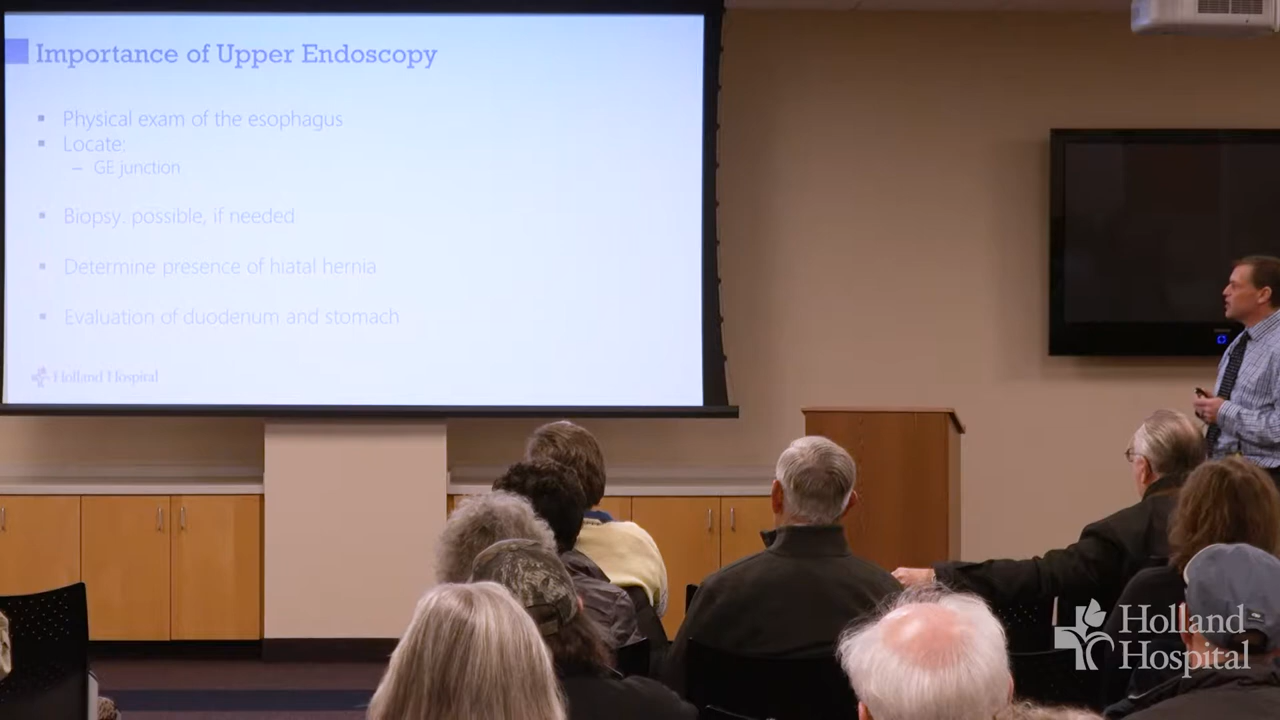 Importance of Upper Endoscopy
▪ Physical exam of the esophagus
▪ Locate:
– GE junction
▪ Biopsy. possible, if needed
▪ Determine presence of hiatal hernia
▪ Evaluation of duodenum and stomach
Holland Hospital
Holland
Hospital